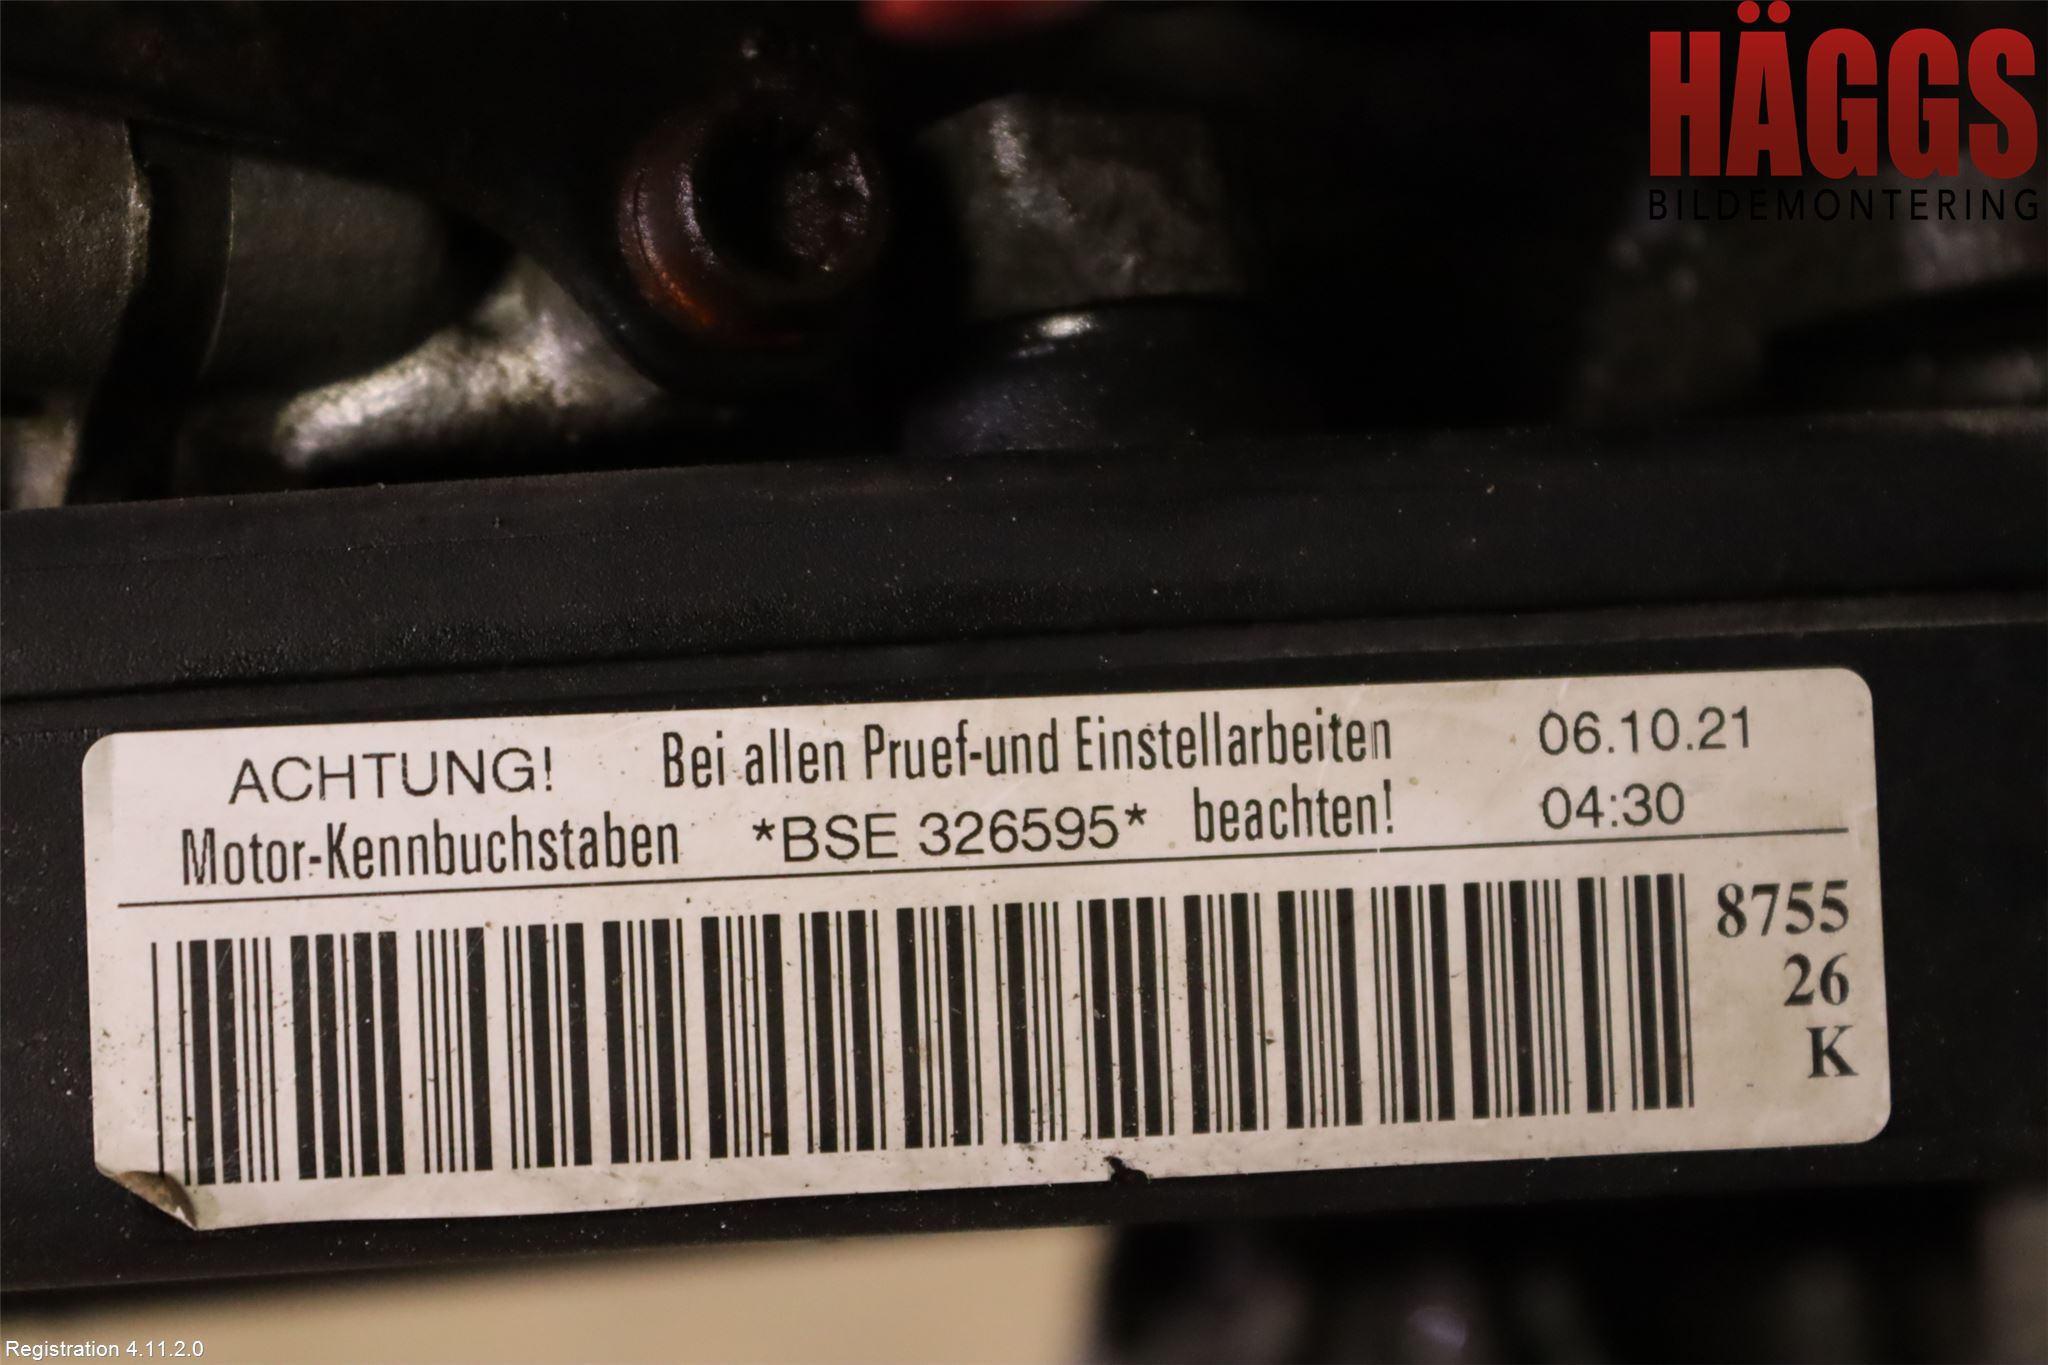 HÄGGS
BILDEMONTERING
ACHTUNG! Bei allen Pruef-und Einstellarbeiten 06.10.21
Motor-Kennbuchstaben *BSE 326595* beachten! 04:30
8755
26
K
Registration 4.11.2.0